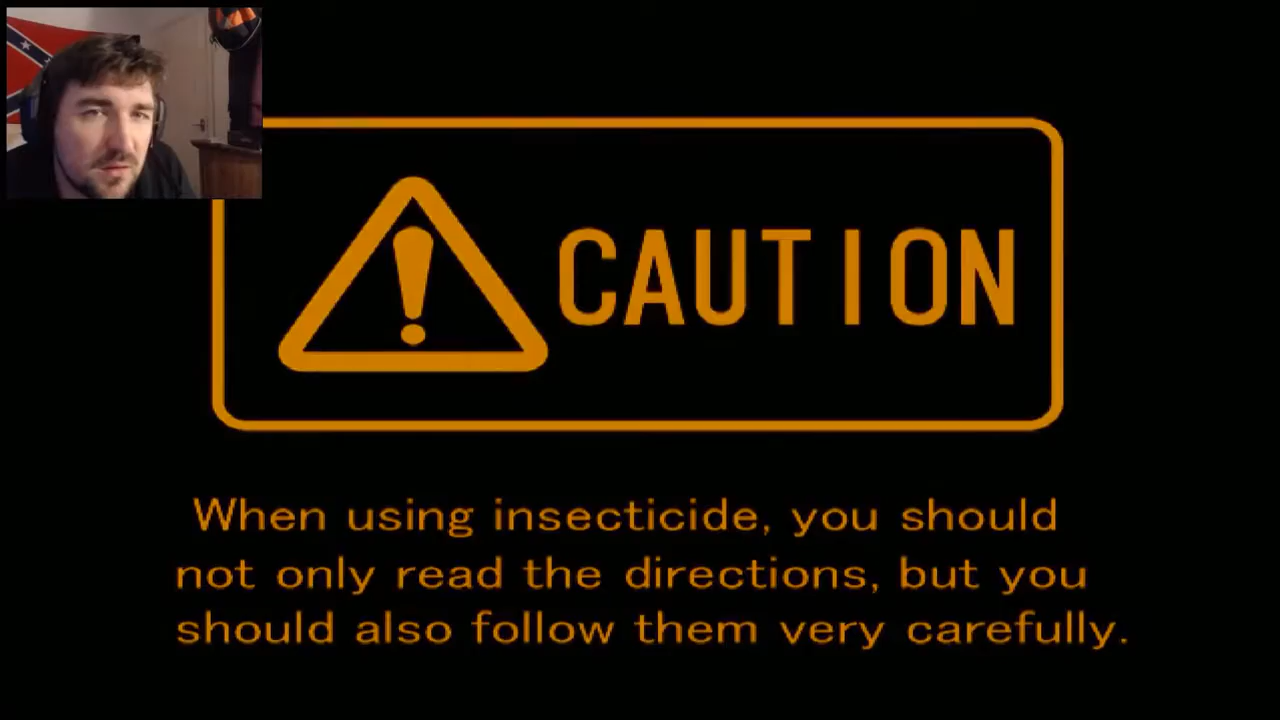 CAUTION
When using insecticide, you should
not only read the directions, but you
should also follow them very carefully.